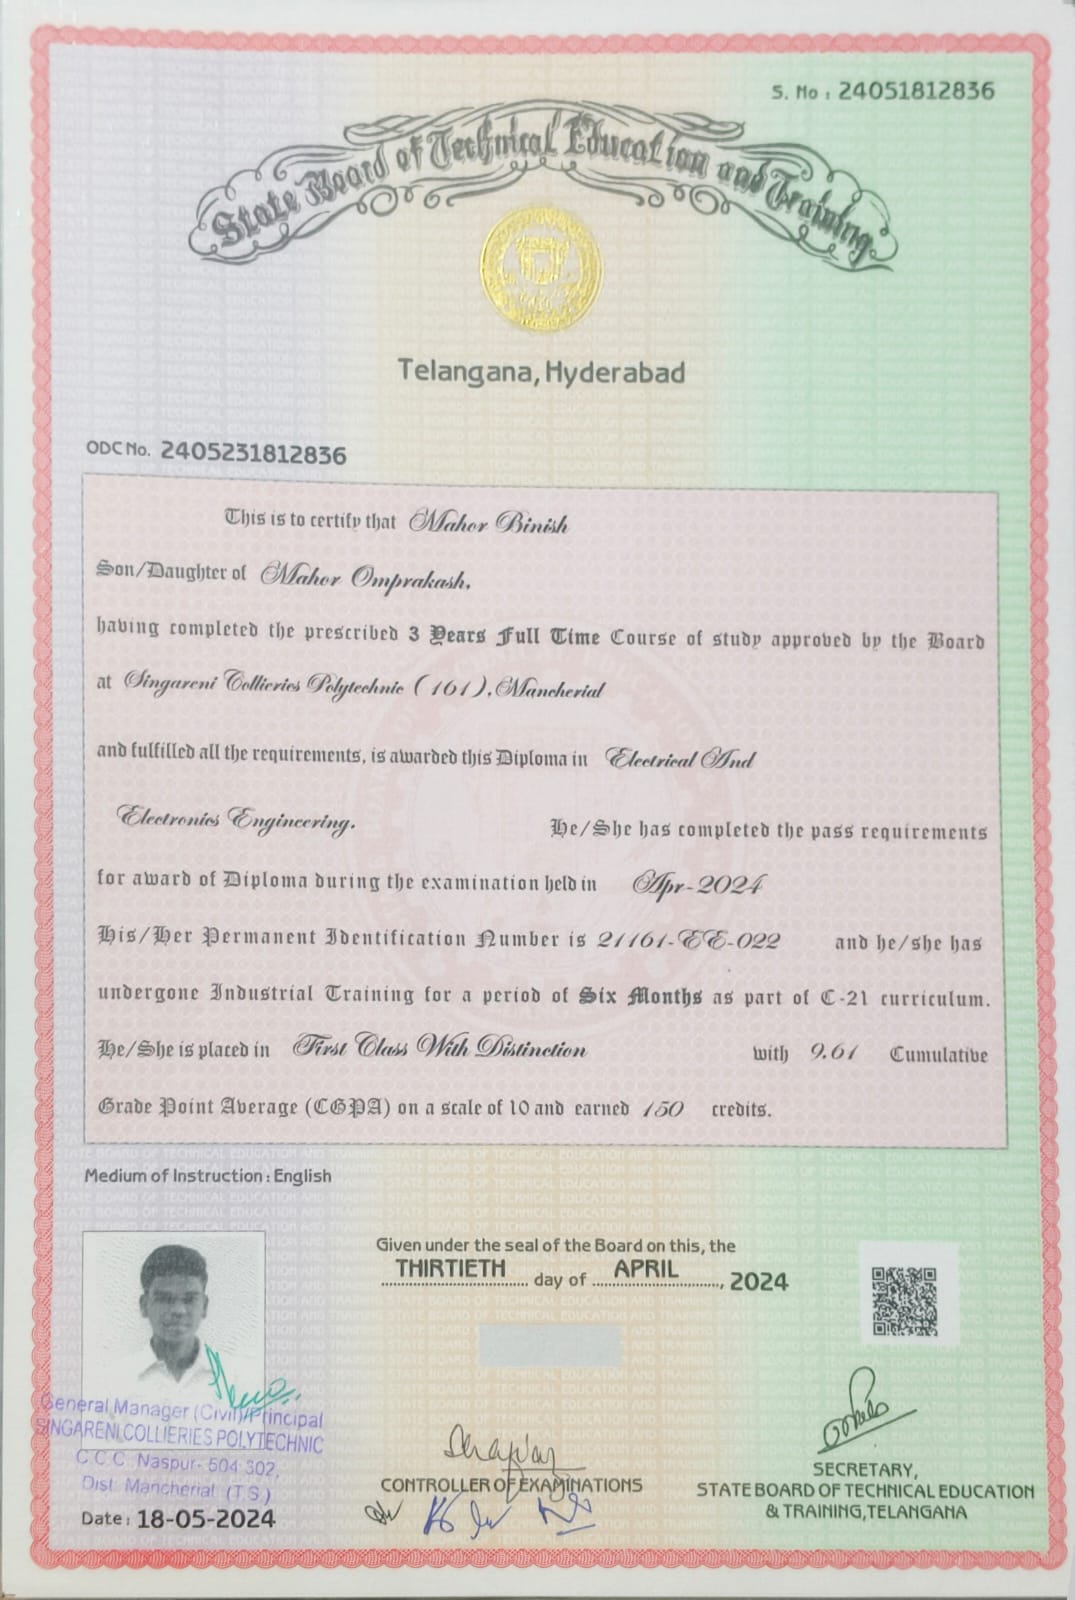 S. No : 24051812836
State Board of Technical Education and Training
Telangana, Hyderabad
ODC No. 2405231812836
This is to certify that Mahor Binish
Son/Daughter of Mahor Omprakash,
having completed the prescribed 3 Years Full Time Course of study approved by the Board
at Singareni Collieries Polytechnic (161), Mancherial
and fulfilled all the requirements, is awarded this Diploma in Electrical And
Electronics Engineering. He/She has completed the pass requirements
for award of Diploma during the examination held in Apr-2024
His/Her Permanent Identification Number is 21161-EE-022 and he/she has
undergone Industrial Training for a period of Six Months as part of C-21 curriculum.
He/She is placed in First Class With Distinction with 9.61 Cumulative
Grade Point Average (CGPA) on a scale of 10 and earned 150 credits.
Medium of Instruction : English
Given under the seal of the Board on this, the
THIRTIETH day of APRIL, 2024
General Manager (Civil)/Principal
SINGARENI COLLIERIES POLYTECHNIC
C.C.C. Naspur- 504 302,
Dist. Mancherial (T.S.)
Date : 18-05-2024
CONTROLLER OF EXAMINATIONS
SECRETARY,
STATE BOARD OF TECHNICAL EDUCATION
& TRAINING, TELANGANA